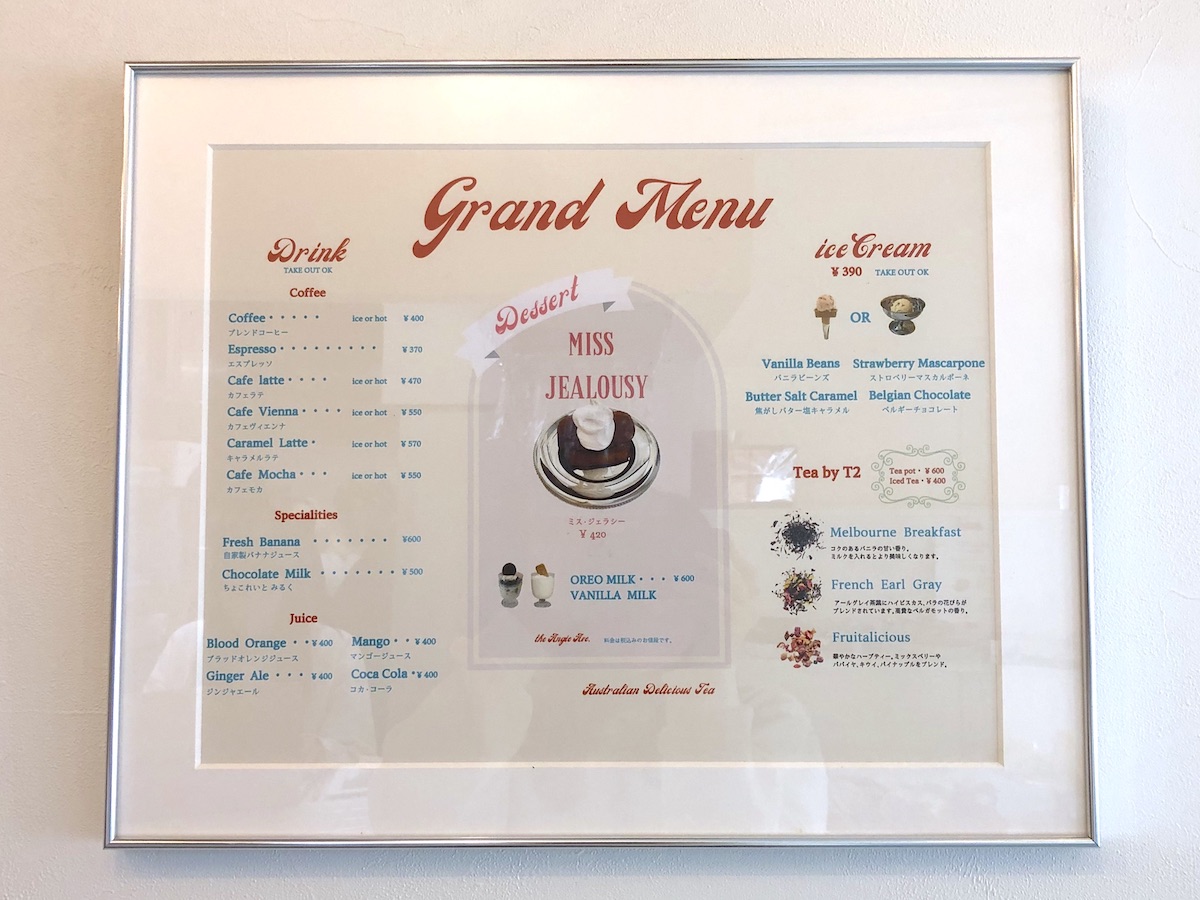 Grand Menu
Drink
TAKE OUT OK
Coffee
Coffee ・・・・・ ice or hot ¥ 400
ブレンドコーヒー
Espresso ・・・・・・・・・ ¥ 370
エスプレッソ
Cafe latte ・・・・ ice or hot ¥ 470
カフェラテ
Cafe Vienna ・・・・ ice or hot ¥ 550
カフェヴィエンナ
Caramel Latte ・ ice or hot ¥ 570
キャラメルラテ
Cafe Mocha ・・・ ice or hot ¥ 550
カフェモカ
Specialities
Fresh Banana ・・・・・・・ ¥600
自家製バナナジュース
Chocolate Milk ・・・・・・・ ¥ 500
ちょこれいと みるく
Juice
Blood Orange ・・ ¥ 400 Mango ・・ ¥ 400
ブラッドオレンジジュース マンゴージュース
Ginger Ale ・・・ ¥ 400 Coca Cola ・ ¥ 400
ジンジャエール コカ・コーラ
Dessert
MISS
JEALOUSY
ミス・ジェラシー
¥ 420
OREO MILK ・・・ ¥ 600
VANILLA MILK
the Angie Ave. 料金は税込みのお値段です。
Australian Delicious Tea
ice Cream
¥ 390 TAKE OUT OK
OR
Vanilla Beans Strawberry Mascarpone
バニラビーンズ ストロベリーマスカルポーネ
Butter Salt Caramel Belgian Chocolate
焦がしバター塩キャラメル ベルギーチョコレート
Tea by T2
Tea pot・¥ 600
Iced Tea・¥ 400
Melbourne Breakfast
コクのあるバニラの甘い香り。
ミルクを入れるとより美味しくなります。
French Earl Gray
アールグレイ茶葉にハイビスカス、バラの花びらが
ブレンドされています。高貴なベルガモットの香り。
Fruitalicious
華やかなハーブティー。ミックスベリーや
パパイヤ、キウイ、パイナップルをブレンド。